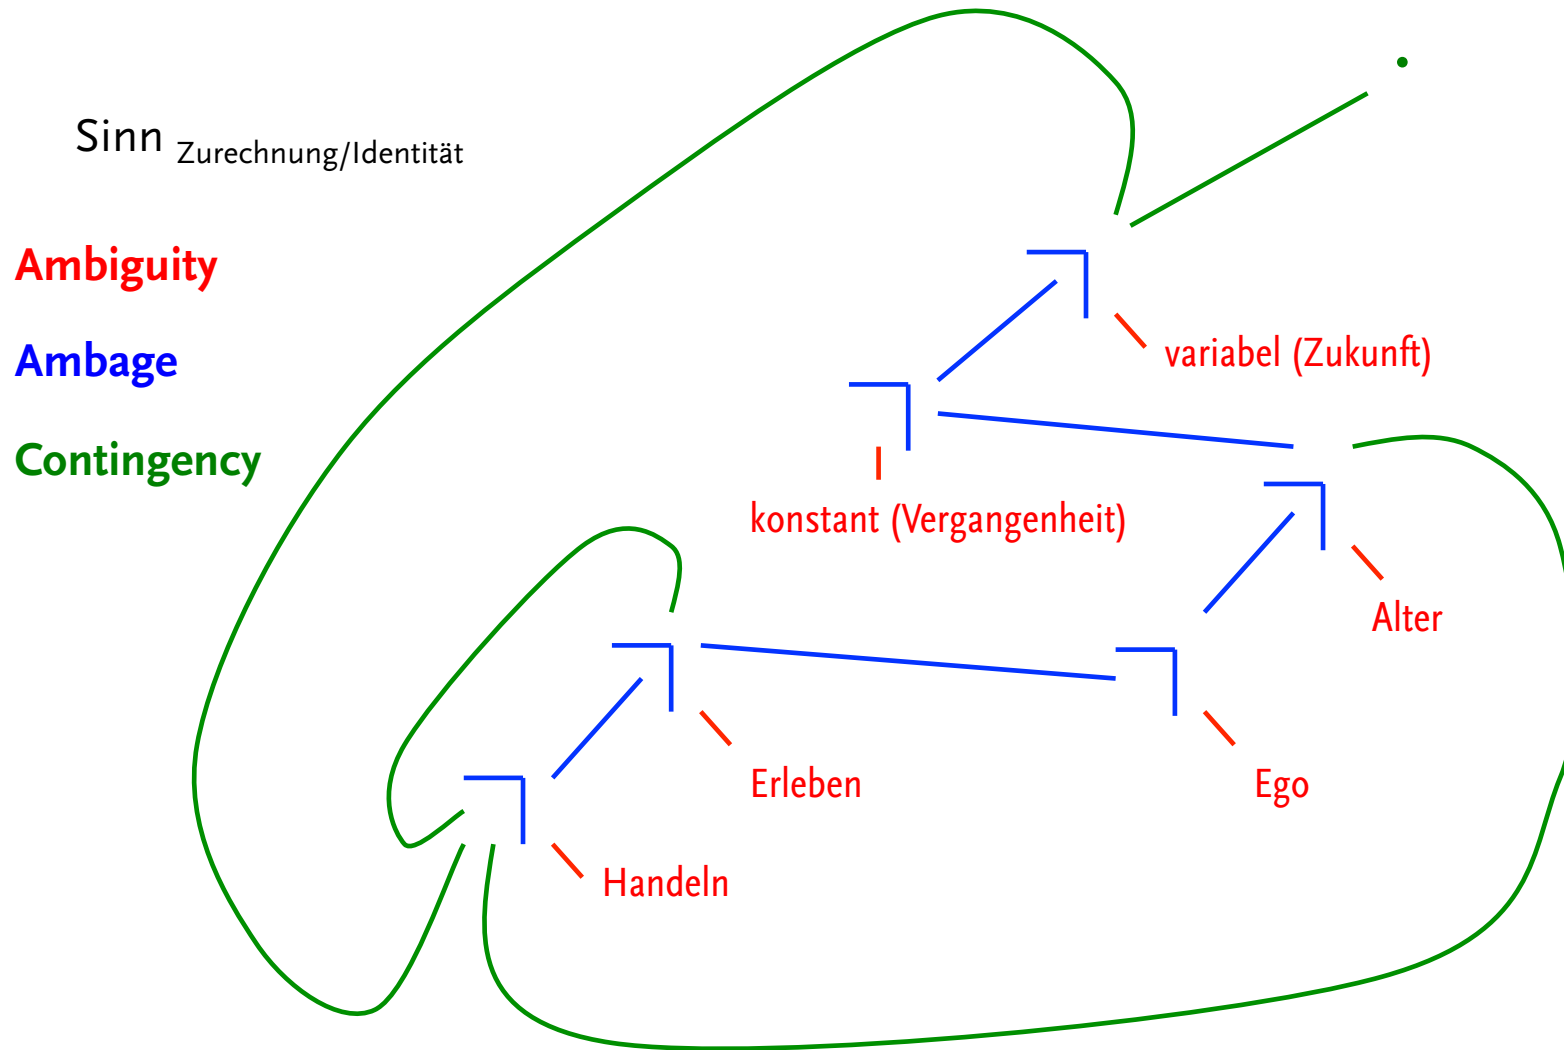 Sinn Zurechnung/Identität
Ambiguity
Ambage
Contingency
variabel (Zukunft)
konstant (Vergangenheit)
Alter
Erleben
Ego
Handeln